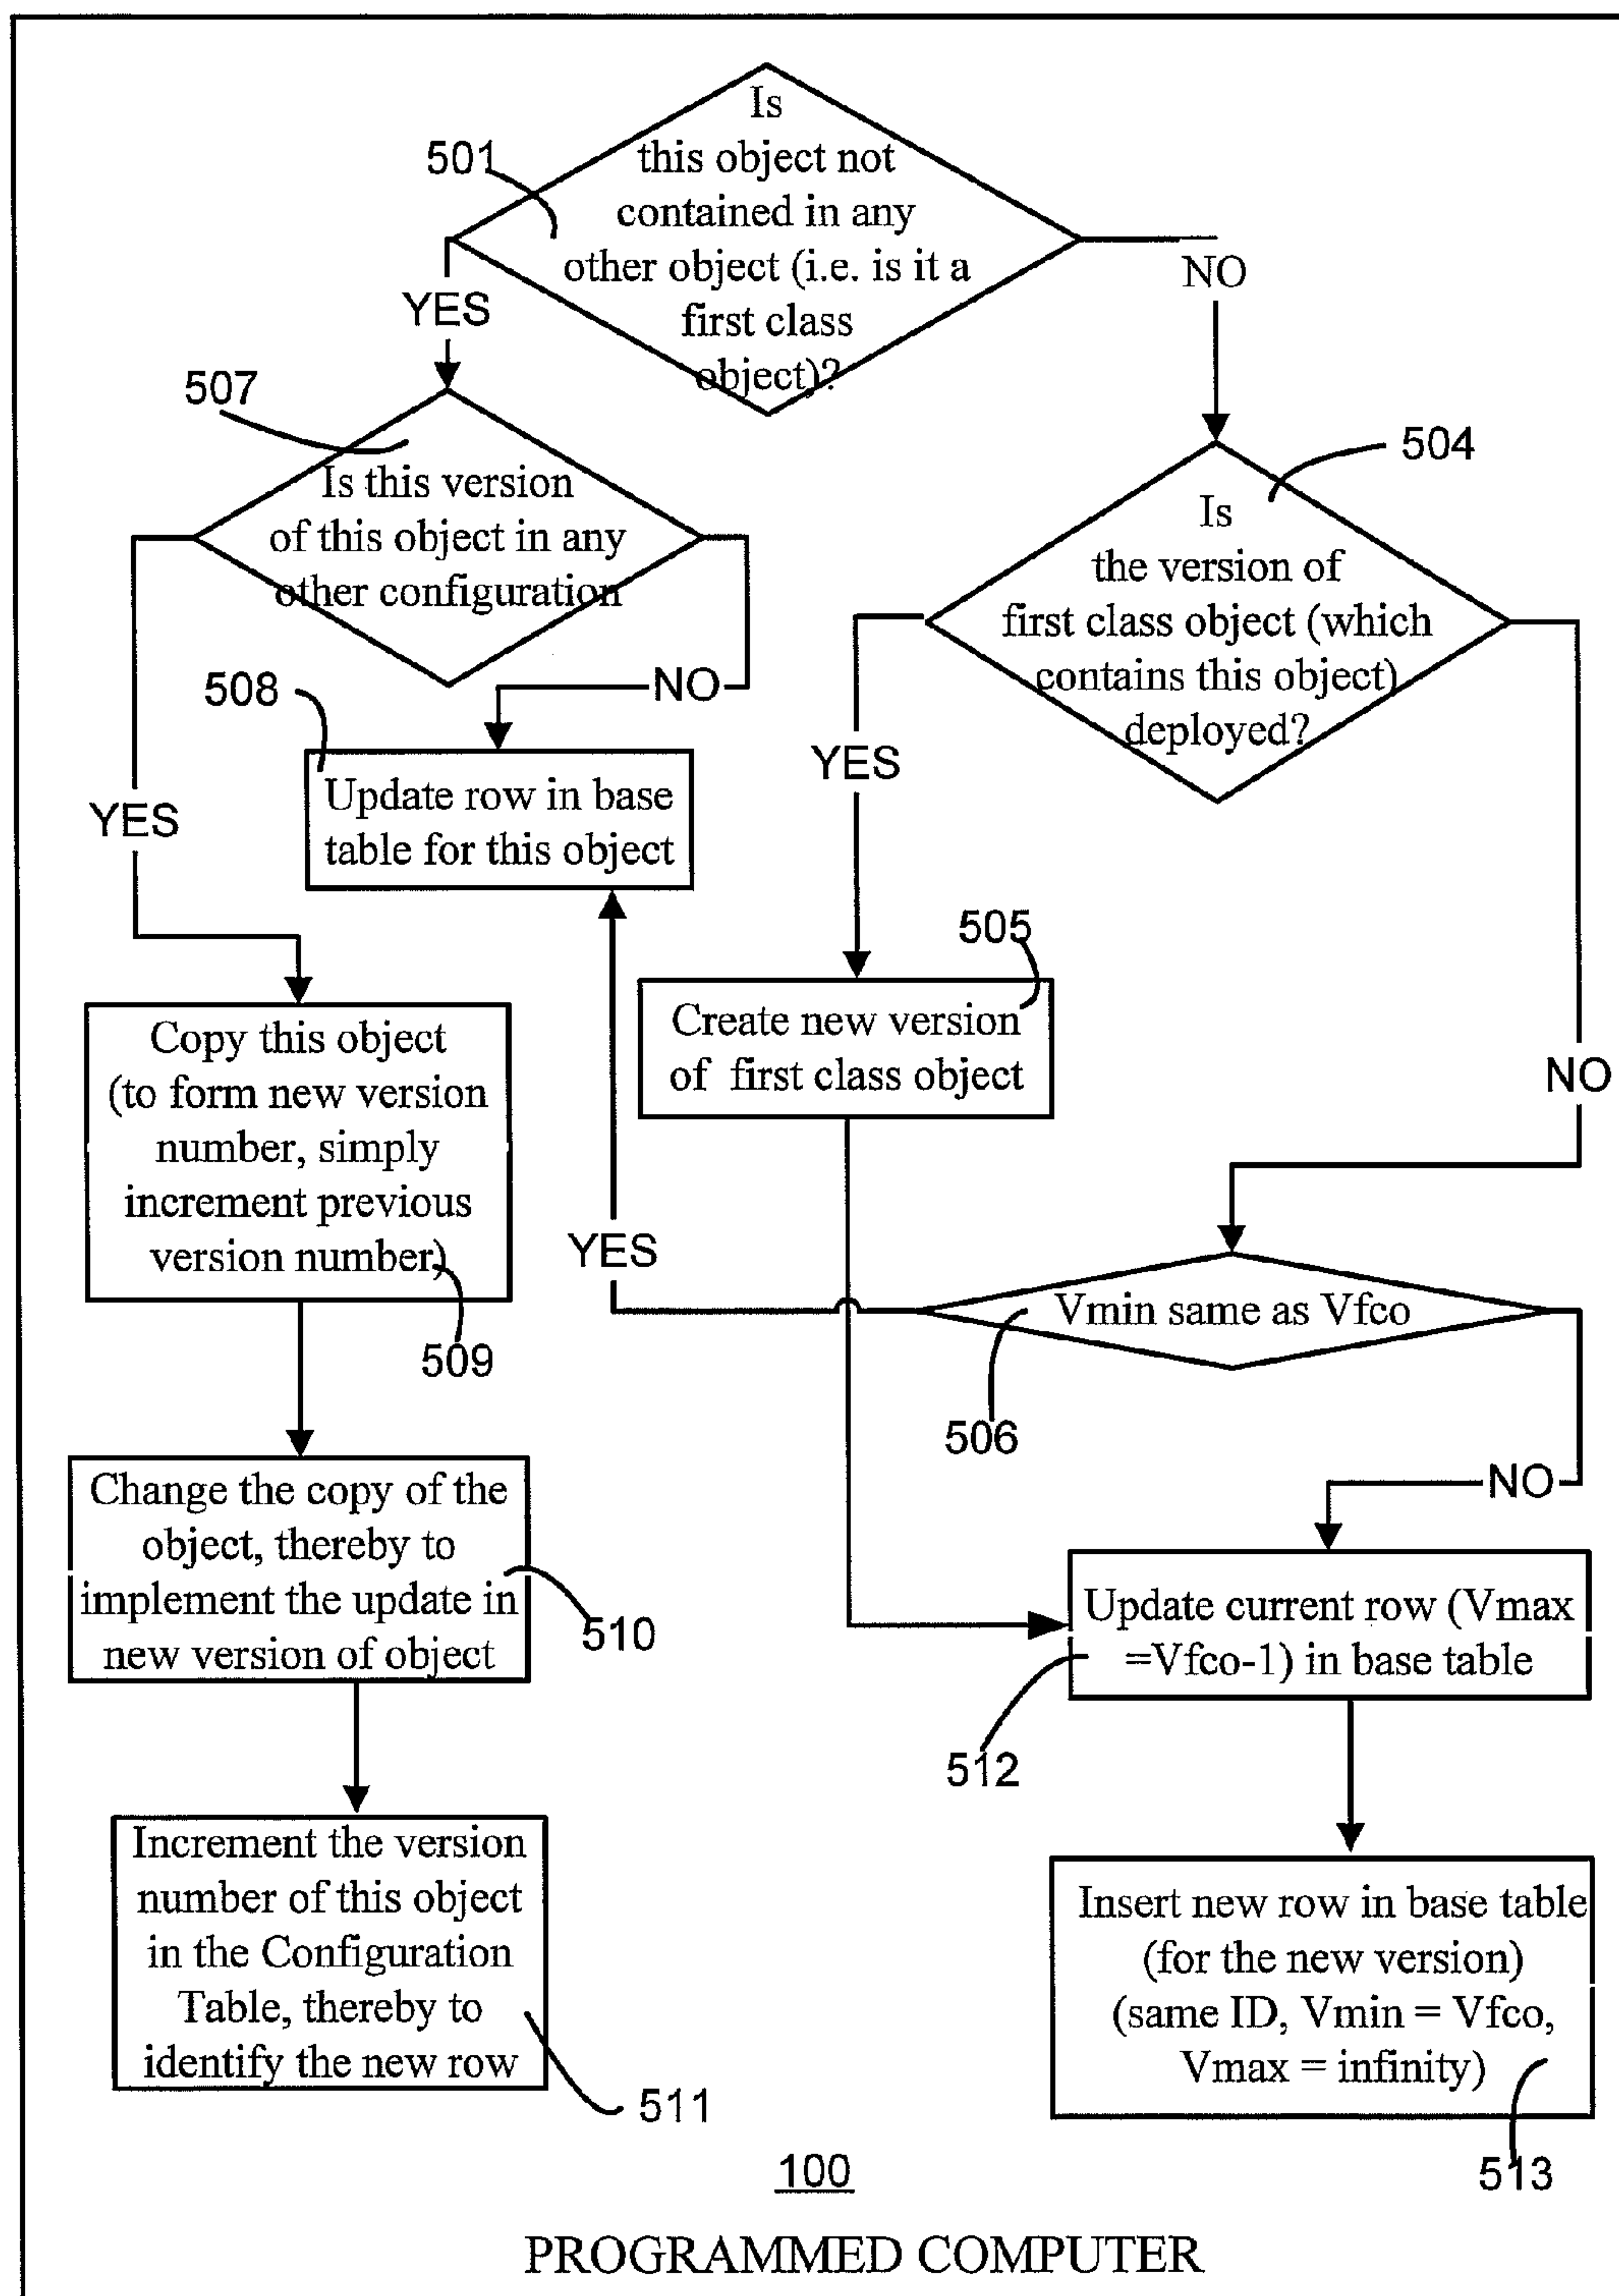 Is
this object not
contained in any
other object (i.e. is it a
first class
object)?
501
YES
NO
507
Is this version
of this object in any
other configuration
504
Is
the version of
first class object (which
contains this object)
deployed?
NO
508
Update row in base
table for this object
YES
YES
505
Create new version
of first class object
NO
Copy this object
(to form new version
number, simply
increment previous
version number)
509
YES
Vmin same as Vfco
506
NO
Change the copy of the
object, thereby to
implement the update in
new version of object
510
Update current row (Vmax
=Vfco-1) in base table
512
Increment the version
number of this object
in the Configuration
Table, thereby to
identify the new row
511
Insert new row in base table
(for the new version)
(same ID, Vmin = Vfco,
Vmax = infinity)
513
100
PROGRAMMED COMPUTER